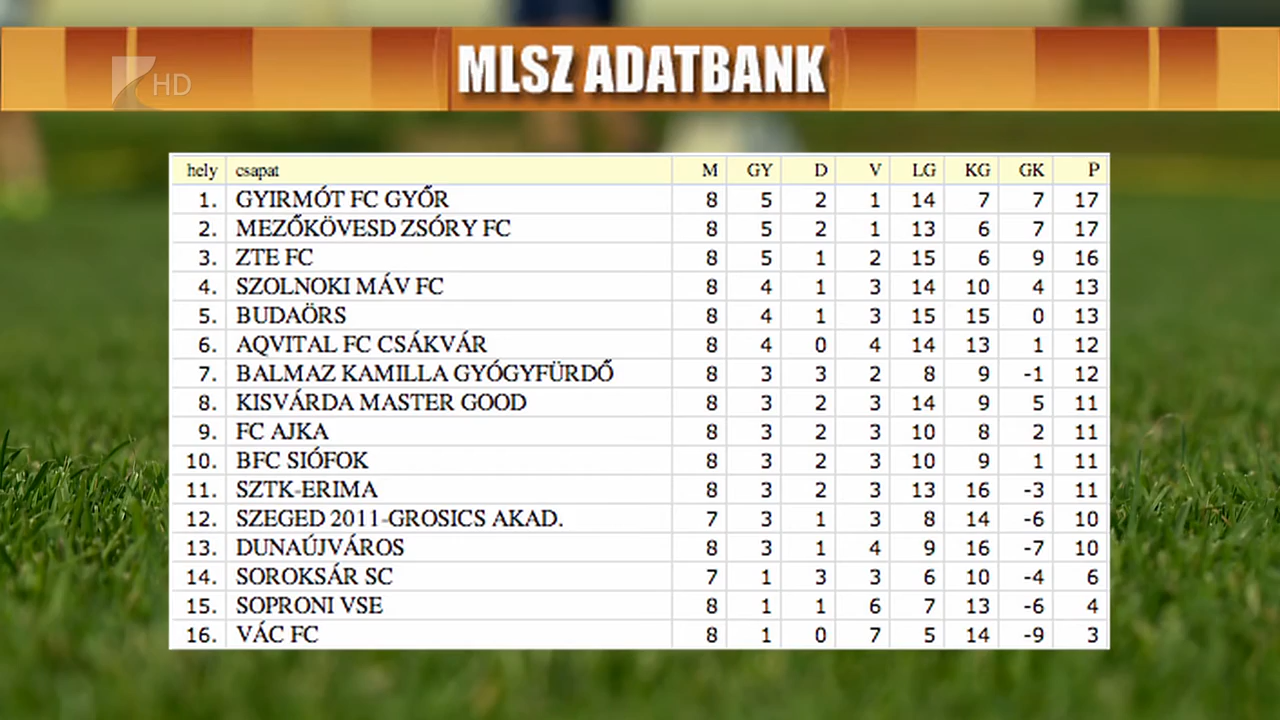 MLSZ ADATBANK
HD
hely csapat M GY D V LG KG GK P
1. GYIRMÓT FC GYŐR 8 5 2 1 14 7 7 17
2. MEZŐKÖVESD ZSÓRY FC 8 5 2 1 13 6 7 17
3. ZTE FC 8 5 1 2 15 6 9 16
4. SZOLNOKI MÁV FC 8 4 1 3 14 10 4 13
5. BUDAÖRS 8 4 1 3 15 15 0 13
6. AQVITAL FC CSÁKVÁR 8 4 0 4 14 13 1 12
7. BALMAZ KAMILLA GYÓGYFÜRDŐ 8 3 3 2 8 9 -1 12
8. KISVÁRDA MASTER GOOD 8 3 2 3 14 9 5 11
9. FC AJKA 8 3 2 3 10 8 2 11
10. BFC SIÓFOK 8 3 2 3 10 9 1 11
11. SZTK-ERIMA 8 3 2 3 13 16 -3 11
12. SZEGED 2011-GROSICS AKAD. 7 3 1 3 8 14 -6 10
13. DUNAÚJVÁROS 8 3 1 4 9 16 -7 10
14. SOROKSÁR SC 7 1 3 3 6 10 -4 6
15. SOPRONI VSE 8 1 1 6 7 13 -6 4
16. VÁC FC 8 1 0 7 5 14 -9 3